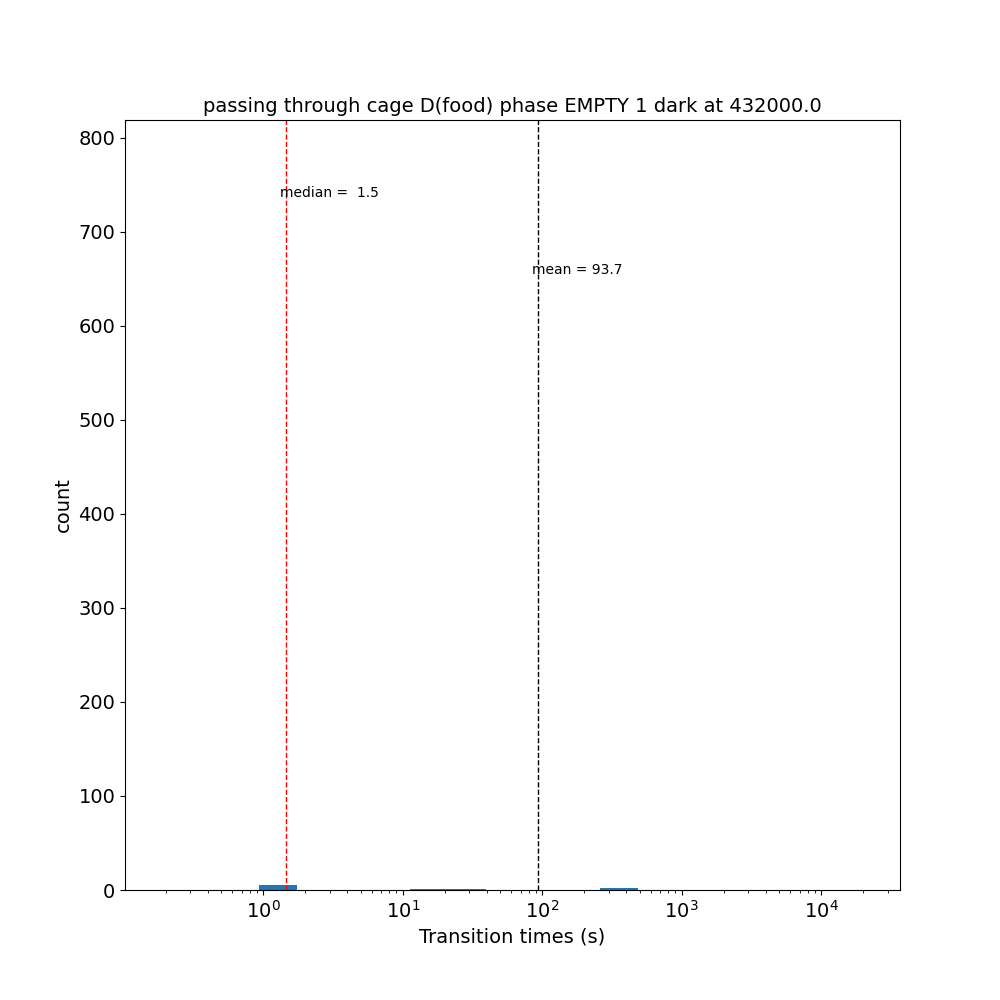 passing through cage D(food) phase EMPTY 1 dark at 432000.0
800
median =  1.5
700
mean = 93.7
600
500
count
400
300
200
100
0
10⁰ 10¹ 10² 10³ 10⁴
Transition times (s)